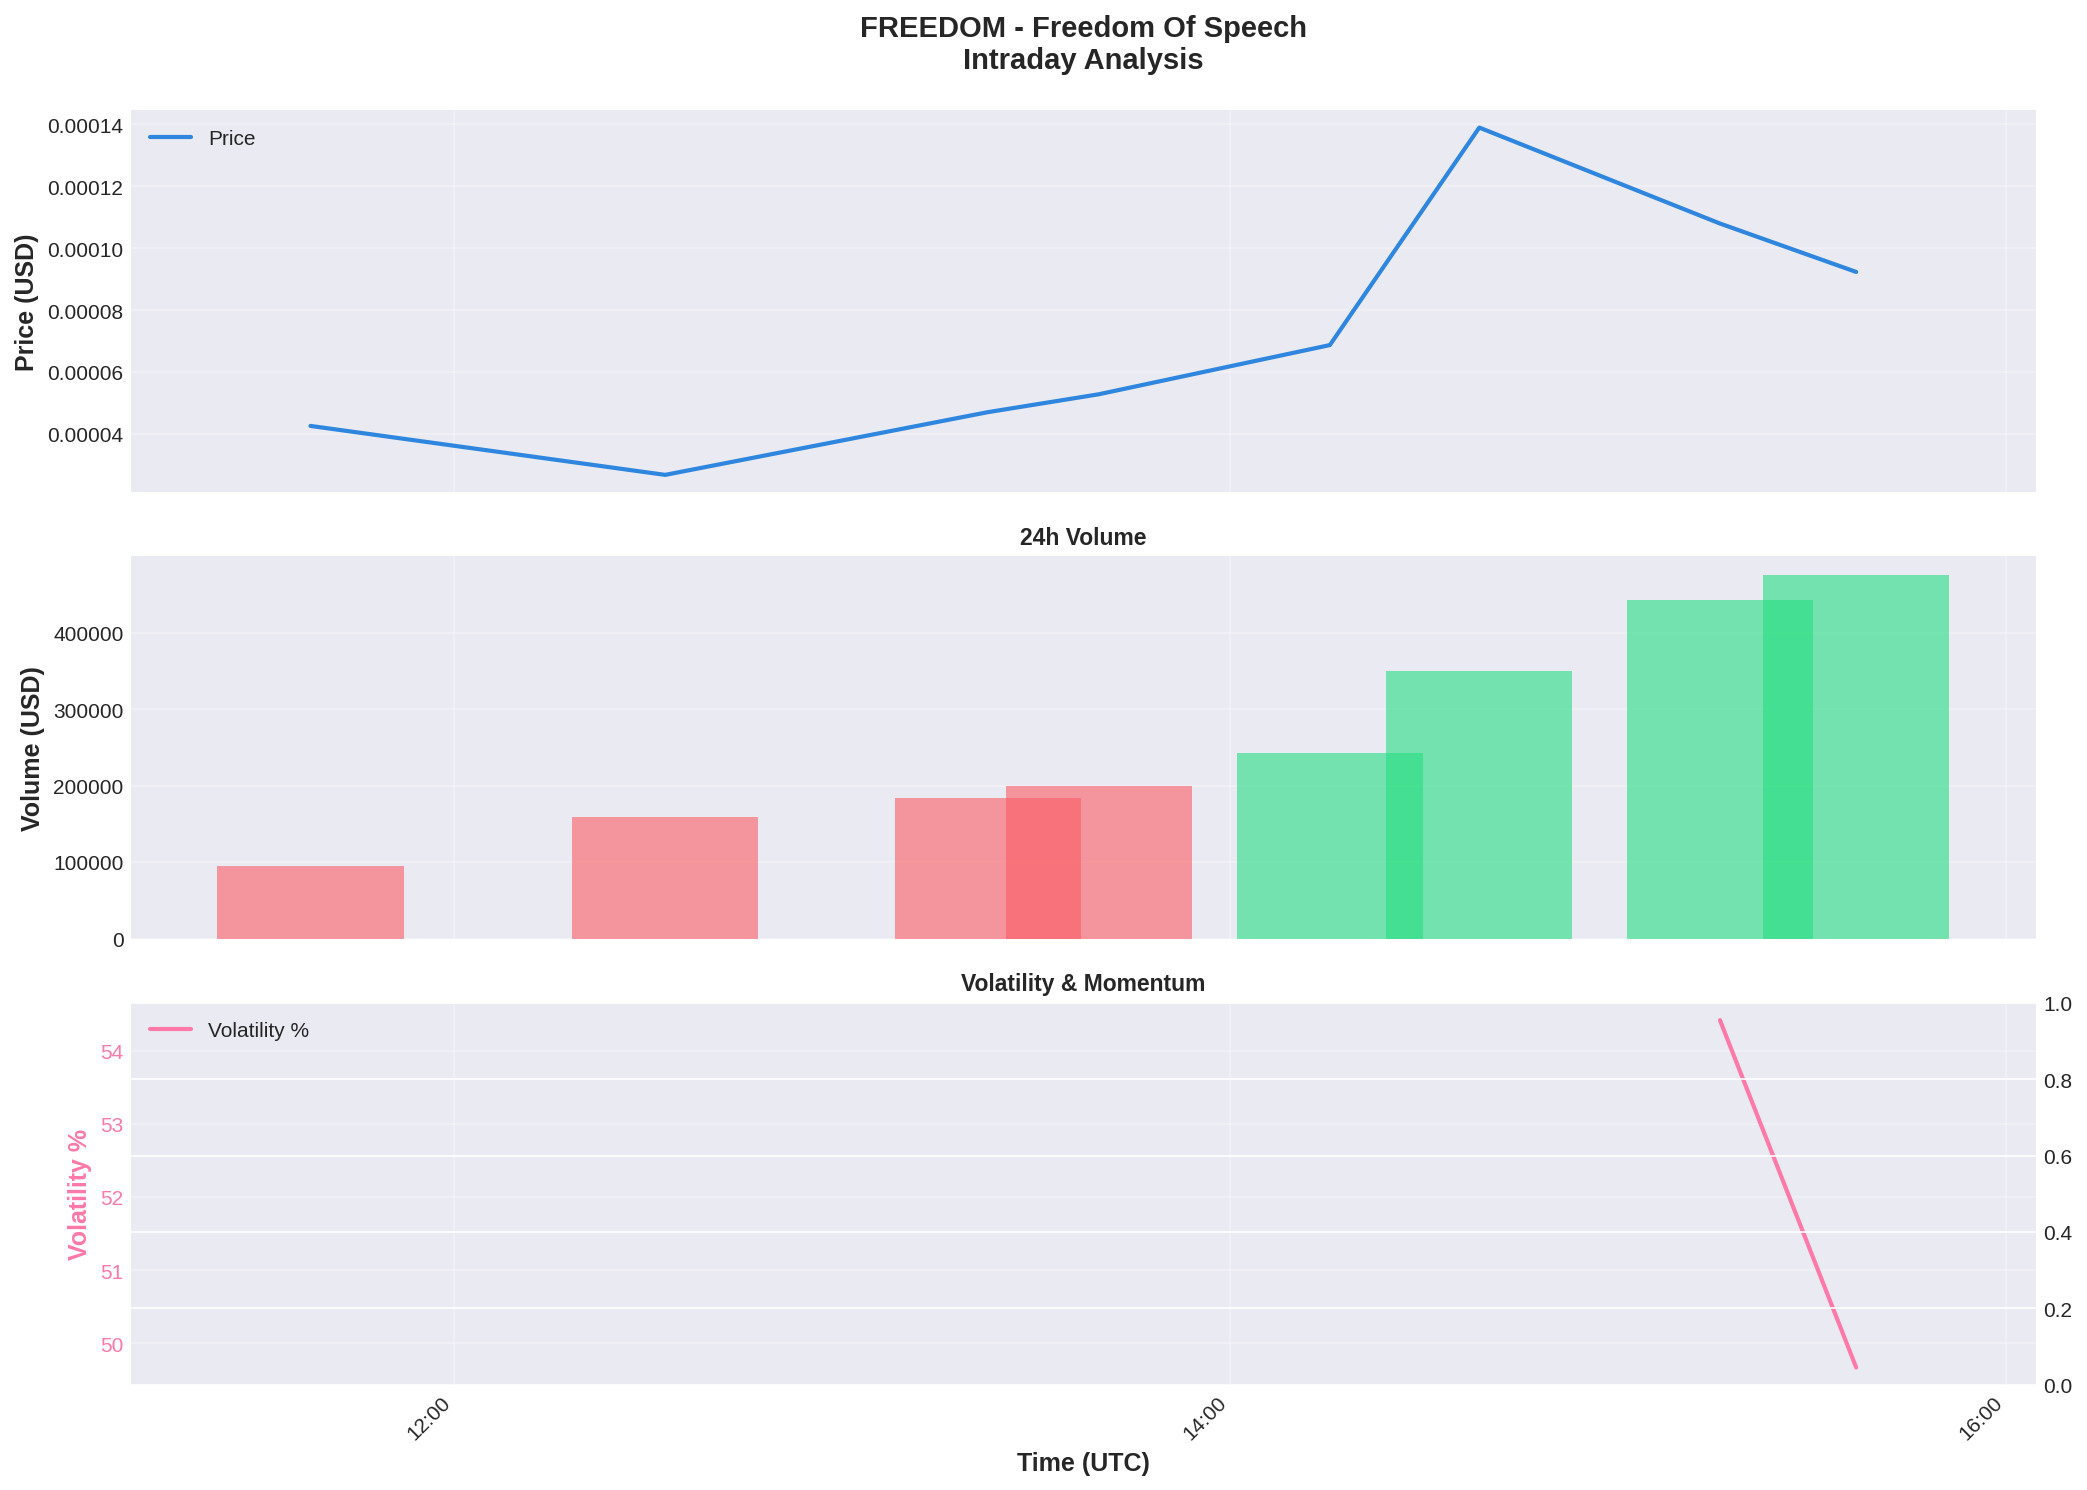 FREEDOM - Freedom Of Speech
Intraday Analysis
Price
0.00014
0.00012
0.00010
0.00008
0.00006
0.00004
Price (USD)
24h Volume
400000
300000
200000
100000
0
Volume (USD)
Volatility & Momentum
Volatility %
54
53
52
51
50
Volatility %
1.0
0.8
0.6
0.4
0.2
0.0
12:00
14:00
16:00
Time (UTC)